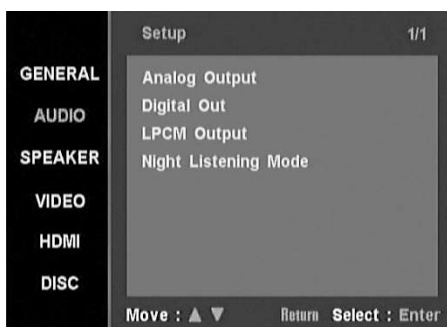 Setup 1/1
GENERAL
AUDIO
SPEAKER
VIDEO
HDMI
DISC
Analog Output
Digital Out
LPCM Output
Night Listening Mode
Move : ▲ ▼ Return Select : Enter